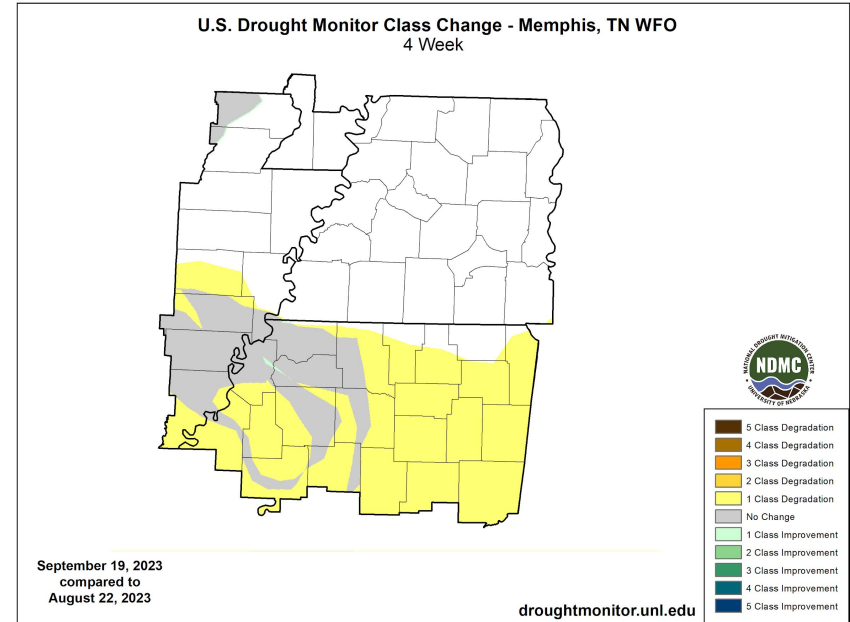 U.S. Drought Monitor Class Change - Memphis, TN WFO
4 Week
NATIONAL DROUGHT MITIGATION CENTER
NDMC
UNIVERSITY OF NEBRASKA
5 Class Degradation
4 Class Degradation
3 Class Degradation
2 Class Degradation
1 Class Degradation
No Change
1 Class Improvement
2 Class Improvement
3 Class Improvement
4 Class Improvement
5 Class Improvement
September 19, 2023
compared to
August 22, 2023
droughtmonitor.unl.edu